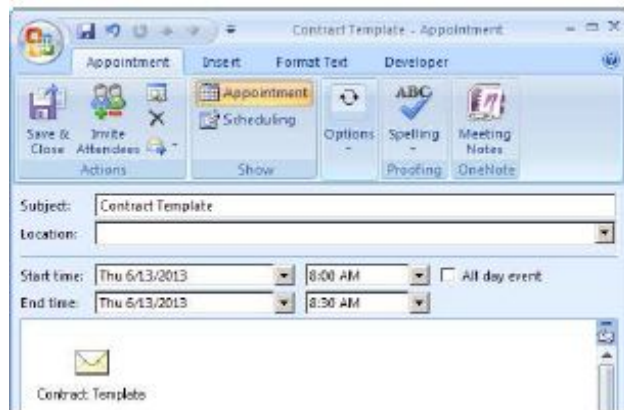 Contract Template - Appointment
Appointment Insert Format Text Developer
Save & Close
Invite Attendees
Actions
Appointment
Scheduling
Show
Options
ABC
Spelling
Proofing
Meeting Notes
OneNote
Subject: Contract Template
Location:
Start time: Thu 6/13/2013 8:00 AM All day event
End time: Thu 6/13/2013 8:30 AM
Contract Template